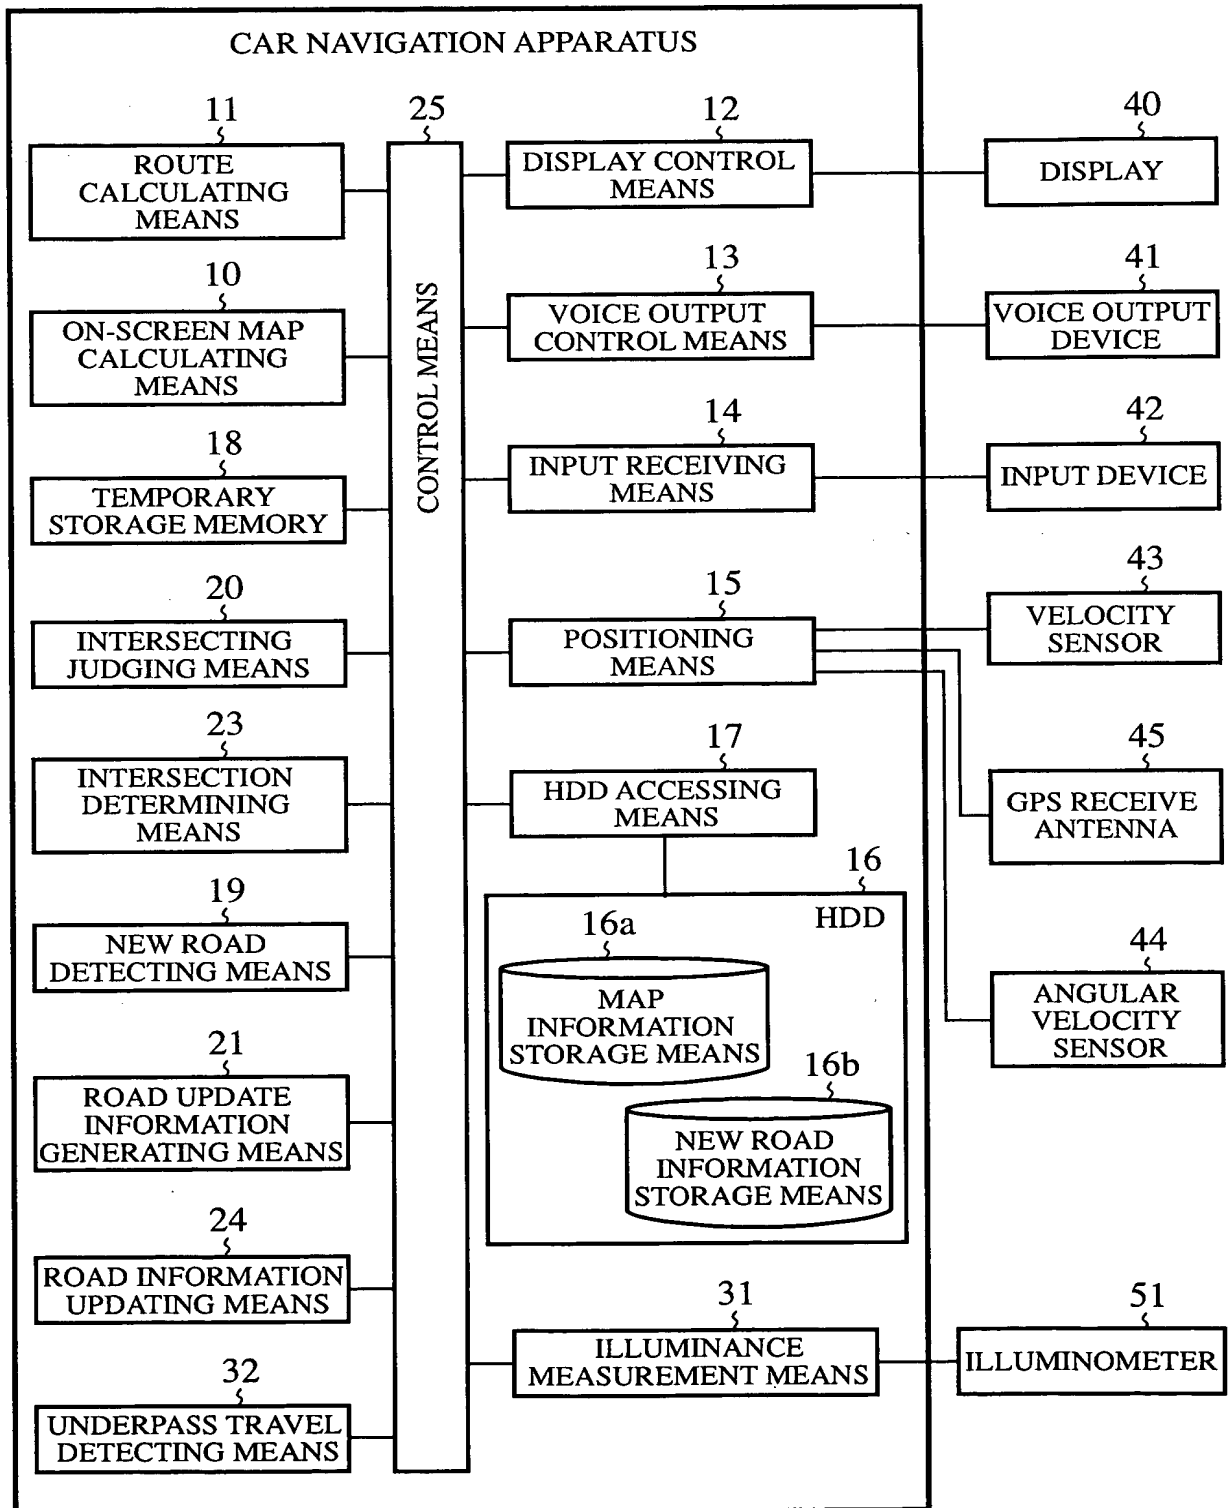 CAR NAVIGATION APPARATUS
11
ROUTE
CALCULATING
MEANS
10
ON-SCREEN MAP
CALCULATING
MEANS
18
TEMPORARY
STORAGE MEMORY
20
INTERSECTING
JUDGING MEANS
23
INTERSECTION
DETERMINING
MEANS
19
NEW ROAD
DETECTING MEANS
21
ROAD UPDATE
INFORMATION
GENERATING MEANS
24
ROAD INFORMATION
UPDATING MEANS
32
UNDERPASS TRAVEL
DETECTING MEANS
25
CONTROL MEANS
12
DISPLAY CONTROL
MEANS
13
VOICE OUTPUT
CONTROL MEANS
14
INPUT RECEIVING
MEANS
15
POSITIONING
MEANS
17
HDD ACCESSING
MEANS
16
HDD
16a
MAP
INFORMATION
STORAGE MEANS
16b
NEW ROAD
INFORMATION
STORAGE MEANS
31
ILLUMINANCE
MEASUREMENT MEANS
40
DISPLAY
41
VOICE OUTPUT
DEVICE
42
INPUT DEVICE
43
VELOCITY
SENSOR
45
GPS RECEIVE
ANTENNA
44
ANGULAR
VELOCITY
SENSOR
51
ILLUMINOMETER